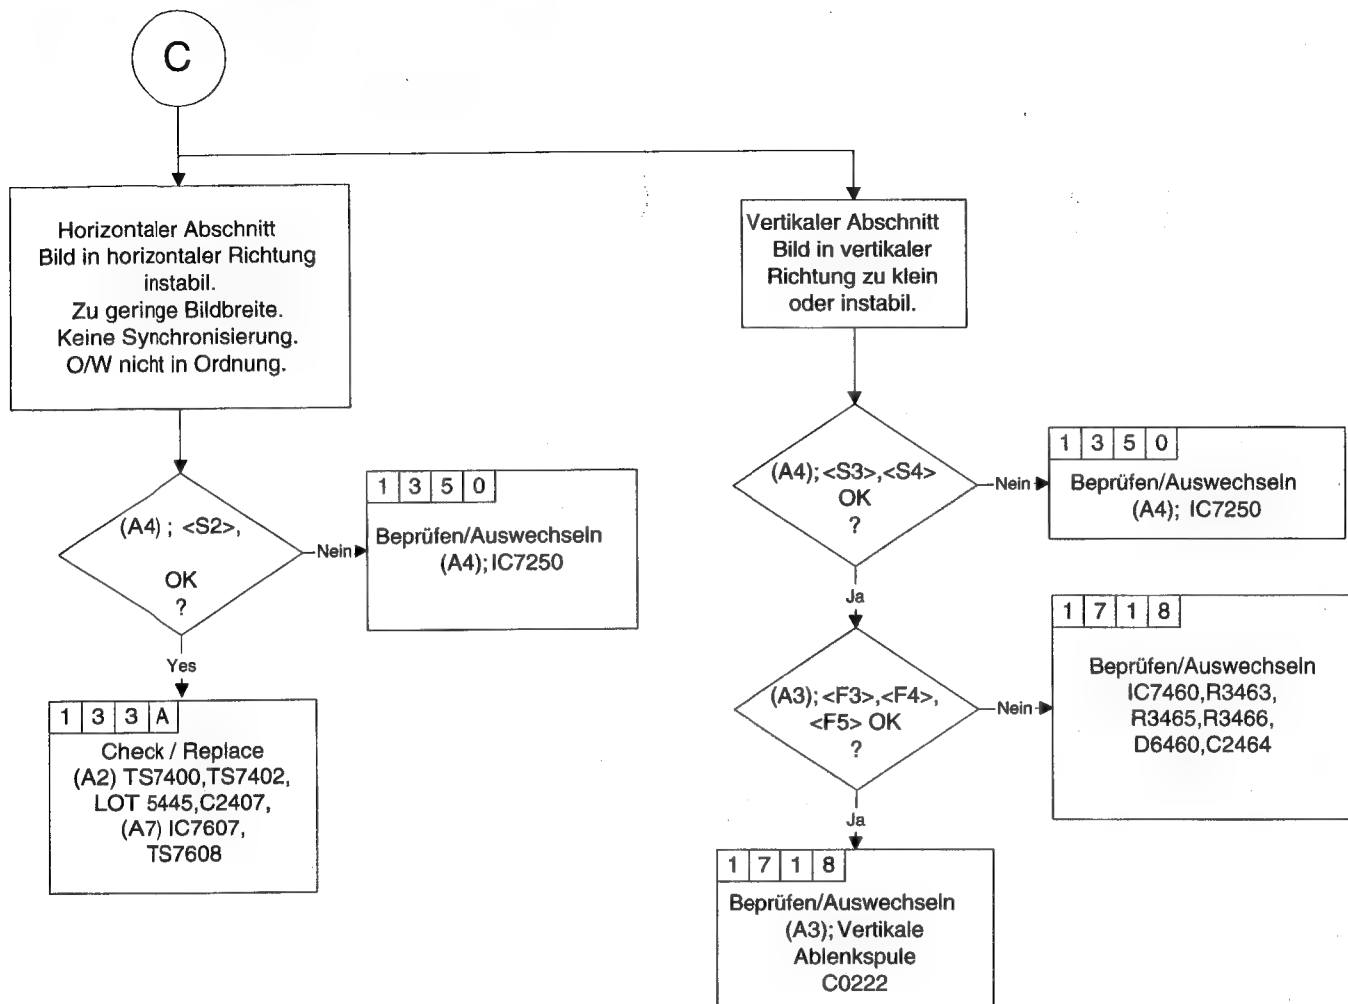 C
Horizontaler Abschnitt
Bild in horizontaler Richtung
instabil.
Zu geringe Bildbreite.
Keine Synchronisierung.
O/W nicht in Ordnung.
(A4) ; <S2>,
OK
?
Nein
1 3 5 0
Beprüfen/Auswechseln
(A4); IC7250
Yes
1 3 3 A
Check / Replace
(A2) TS7400,TS7402,
LOT 5445,C2407,
(A7) IC7607,
TS7608
Vertikaler Abschnitt
Bild in vertikaler
Richtung zu klein
oder instabil.
(A4); <S3>,<S4>
OK
?
Nein
1 3 5 0
Beprüfen/Auswechseln
(A4); IC7250
Ja
(A3); <F3>,<F4>,
<F5> OK
?
Nein
1 7 1 8
Beprüfen/Auswechseln
IC7460,R3463,
R3465,R3466,
D6460,C2464
Ja
1 7 1 8
Beprüfen/Auswechseln
(A3); Vertikale
Ablenkspule
C0222